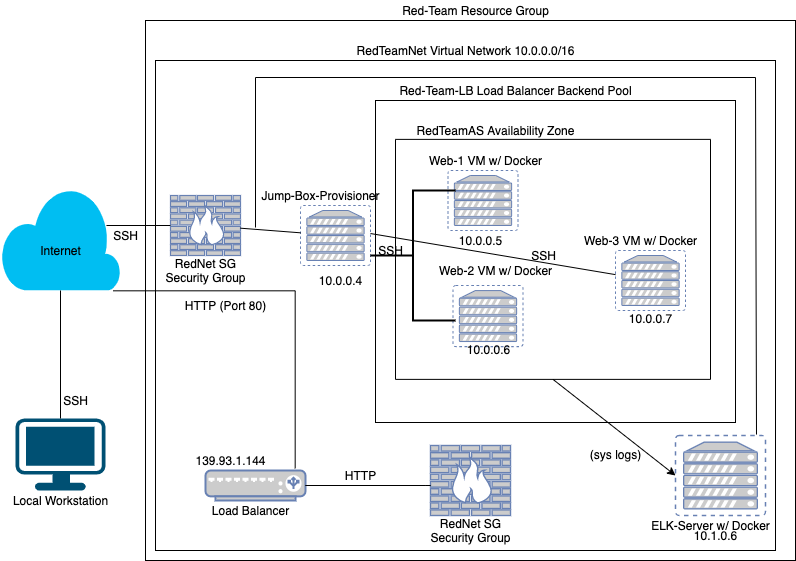 Red-Team Resource Group
RedTeamNet Virtual Network 10.0.0.0/16
Red-Team-LB Load Balancer Backend Pool
RedTeamAS Availability Zone
Web-1 VM w/ Docker
10.0.0.5
Jump-Box-Provisioner
10.0.0.4
SSH
Internet
SSH
RedNet SG
Security Group
SSH
Web-3 VM w/ Docker
10.0.0.7
Web-2 VM w/ Docker
10.0.0.6
HTTP (Port 80)
SSH
Local Workstation
139.93.1.144
Load Balancer
HTTP
RedNet SG
Security Group
(sys logs)
ELK-Server w/ Docker
10.1.0.6